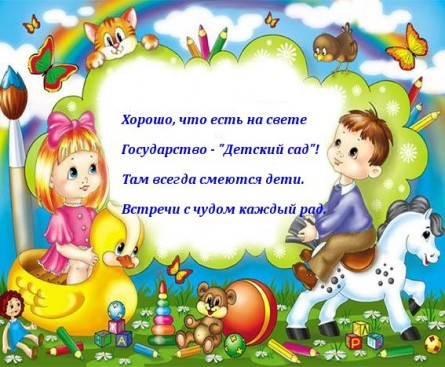 Хорошо, что есть на свете
Государство - "Детский сад"!
Там всегда смеются дети.
Встречи с чудом каждый рад.